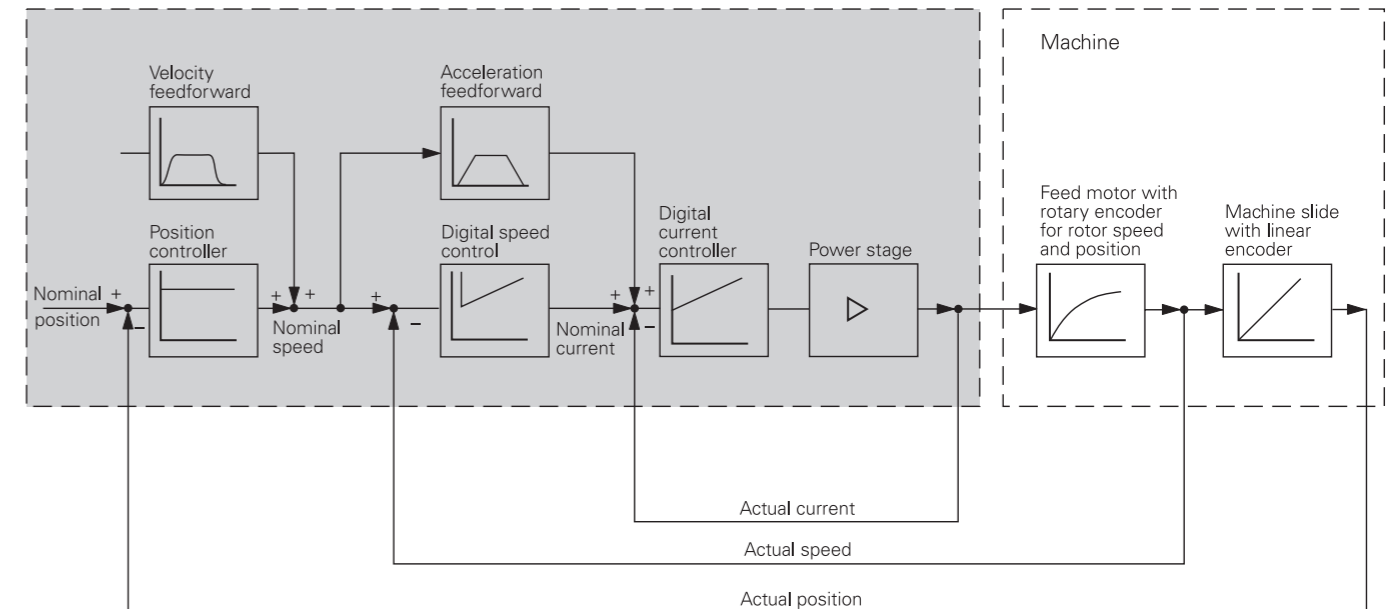 Machine
Velocity
feedforward
Acceleration
feedforward
Position
controller
Digital speed
control
Digital
current
controller
Power stage
Feed motor with
rotary encoder
for rotor speed
and position
Machine slide
with linear
encoder
Nominal
position
+
–
+
+
Nominal
speed
+
–
+
+
–
Nominal
current
Actual current
Actual speed
Actual position